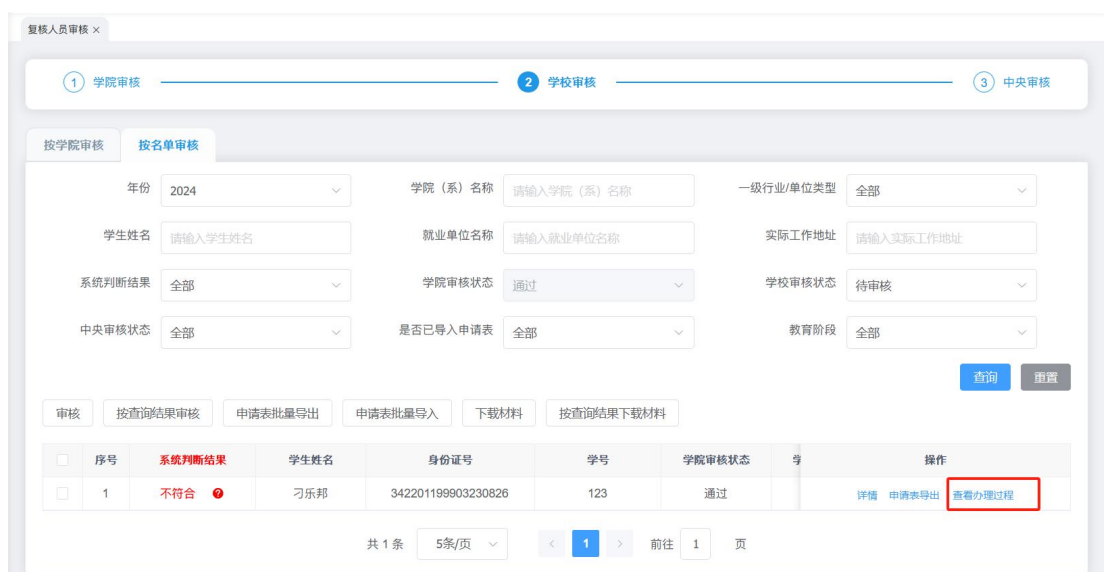 复核人员审核 ×
1 学院审核 2 学校审核 3 中央审核
按学院审核 按名单审核
年份 2024 学院（系）名称 请输入学院（系）名称 一级行业/单位类型 全部
学生姓名 请输入学生姓名 就业单位名称 请输入就业单位名称 实际工作地址 请输入实际工作地址
系统判断结果 全部 学院审核状态 通过 学校审核状态 待审核
中央审核状态 全部 是否已导入申请表 全部 教育阶段 全部
查询 重置
审核 按查询结果审核 申请表批量导出 申请表批量导入 下载材料 按查询结果下载材料
序号 系统判断结果 学生姓名 身份证号 学号 学院审核状态 操作
1 不符合 ? 刁乐邦 342201199903230826 123 通过 详情 申请表导出 查看办理过程
共 1 条 5条/页 < 1 > 前往 1 页